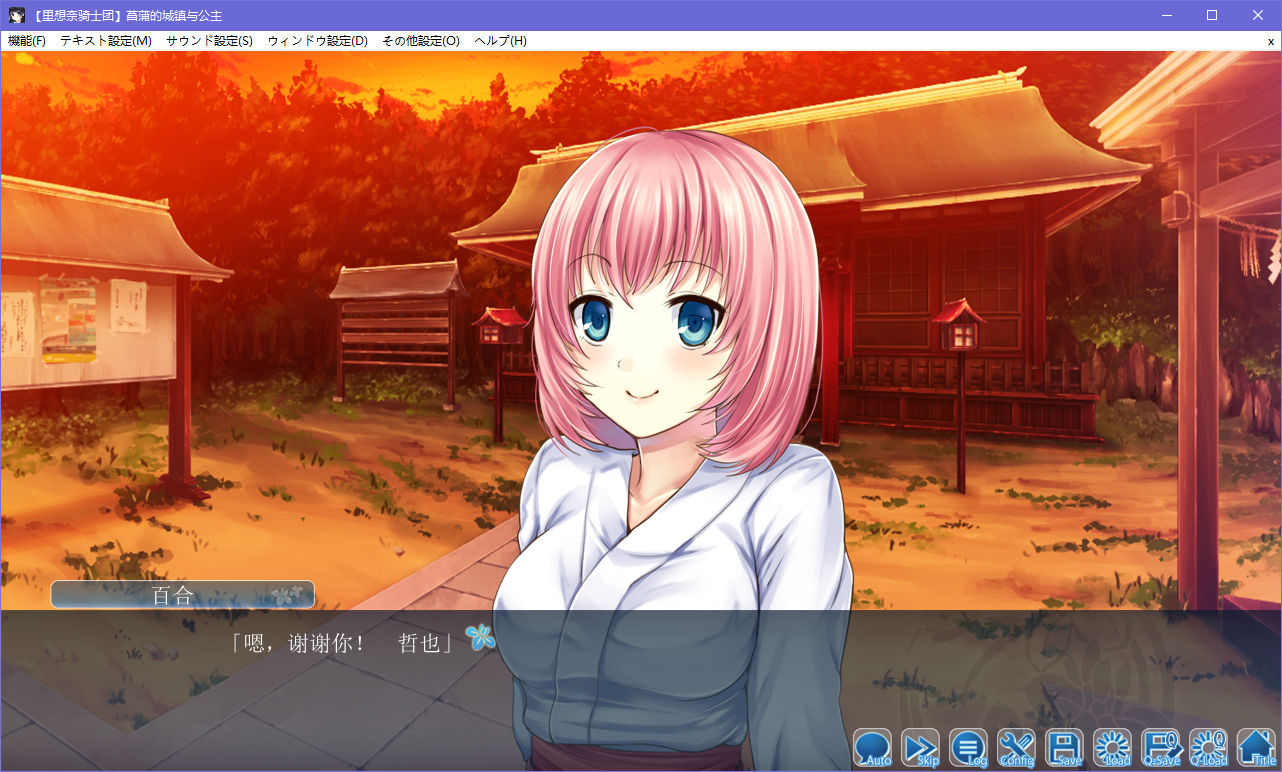 【里想奈骑士团】菖蒲的城镇与公主
機能(F) テキスト設定(M) サウンド設定(S) ウィンドウ設定(D) その他設定(O) ヘルプ(H) x
百合
「嗯，谢谢你！　哲也」
Auto Skip Log Config Save Load Q-Save Q-Load Title